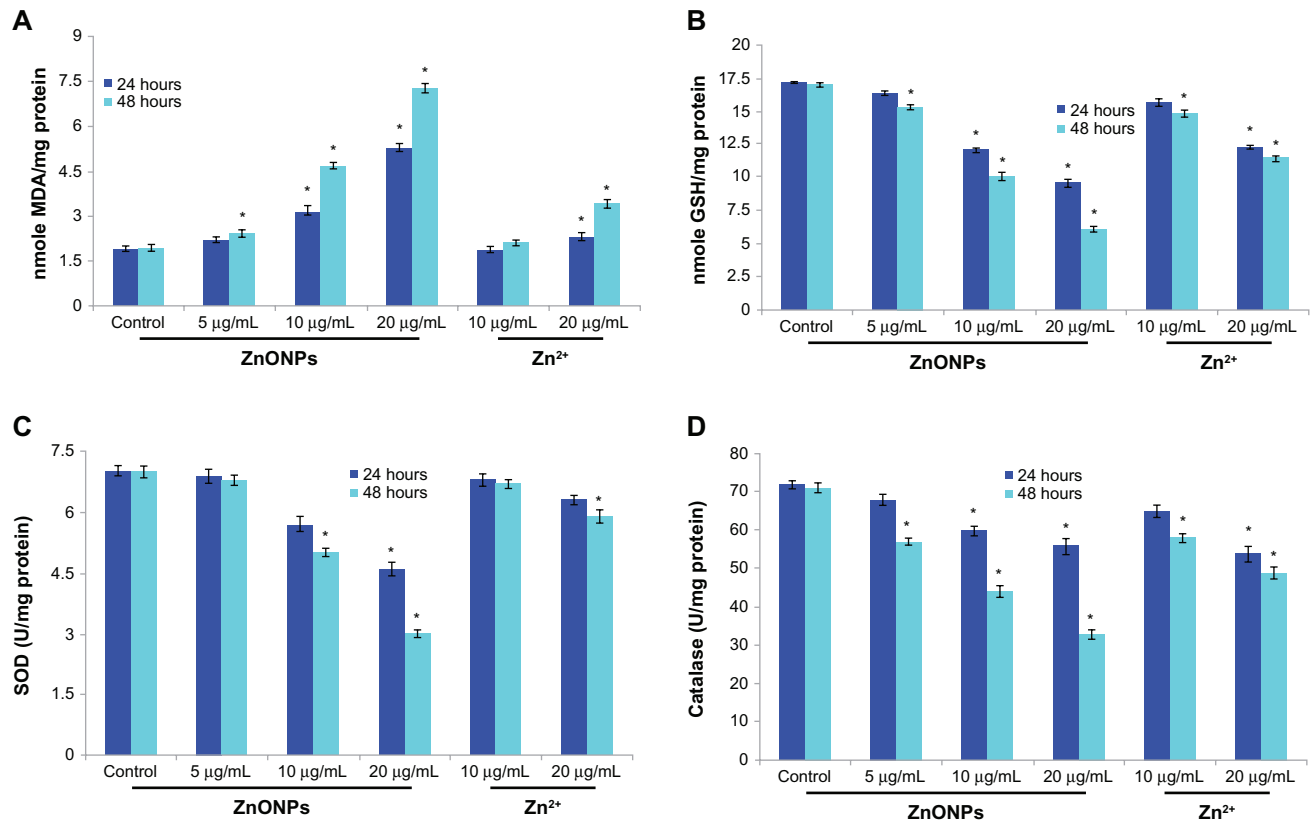 A
nmole MDA/mg protein
9
7.5
6
4.5
3
1.5
0
24 hours
48 hours
* * * * * * *
Control 5 μg/mL 10 μg/mL 20 μg/mL 10 μg/mL 20 μg/mL
ZnONPs Zn²⁺
B
nmole GSH/mg protein
20
17.5
15
12.5
10
7.5
5
2.5
0
24 hours
48 hours
* * * * * * * *
Control 5 μg/mL 10 μg/mL 20 μg/mL 10 μg/mL 20 μg/mL
ZnONPs Zn²⁺
C
SOD (U/mg protein)
7.5
6
4.5
3
1.5
0
24 hours
48 hours
* * * *
Control 5 μg/mL 10 μg/mL 20 μg/mL 10 μg/mL 20 μg/mL
ZnONPs Zn²⁺
D
Catalase (U/mg protein)
80
70
60
50
40
30
20
10
0
24 hours
48 hours
* * * * * * * *
Control 5 μg/mL 10 μg/mL 20 μg/mL 10 μg/mL 20 μg/mL
ZnONPs Zn²⁺